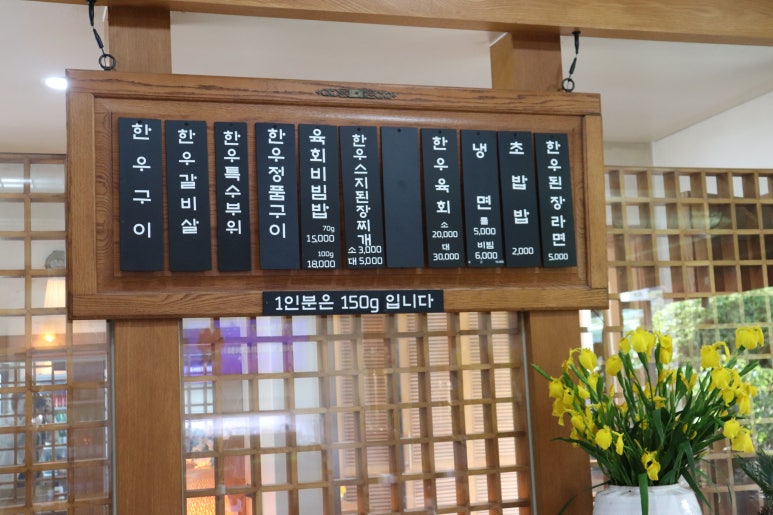 한우구이
한우갈비살
한우특수부위
한우정품구이
육회비빔밥
70g
15,000
100g
18,000
한우스지된장찌개
소 3,000
대 5,000
한우육회
소
20,000
대
30,000
냉면
물
5,000
비빔
6,000
초밥밥
2,000
한우된장라면
5,000
1인분은 150g 입니다